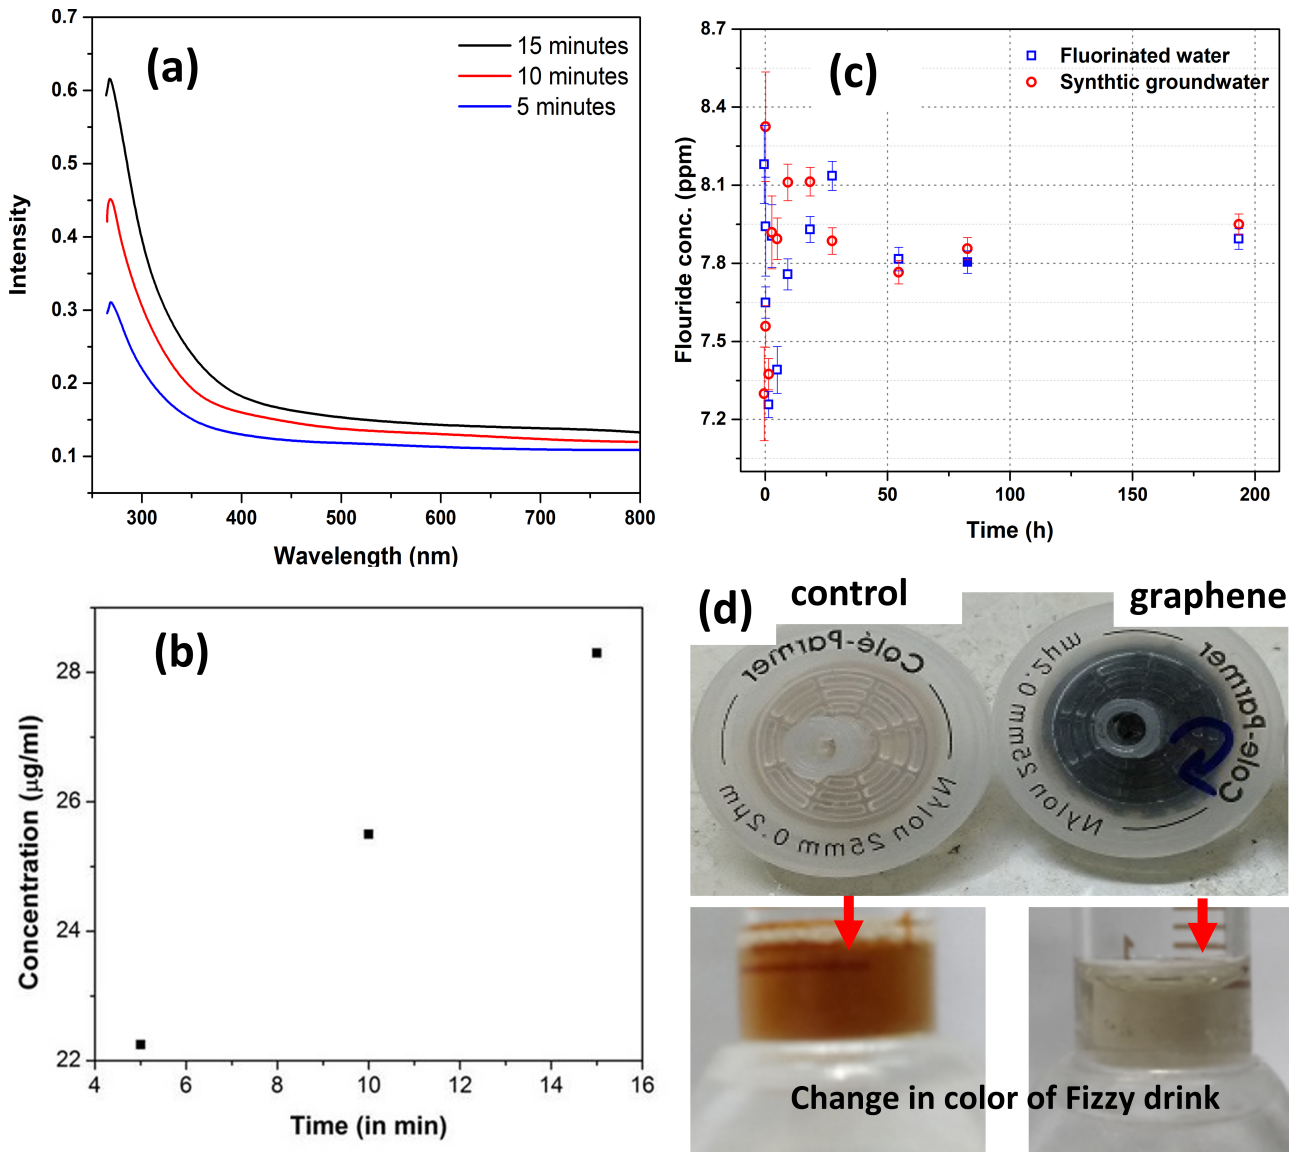 (a)
15 minutes
10 minutes
5 minutes
0.7
0.6
0.5
0.4
0.3
0.2
0.1
Intensity
300 400 500 600 700 800
Wavelength (nm)
(c)
Fluorinated water
Synthtic groundwater
8.7
8.4
8.1
7.8
7.5
7.2
Flouride conc. (ppm)
0 50 100 150 200
Time (h)
(b)
28
26
24
22
Concentration (µg/ml)
4 6 8 10 12 14 16
Time (in min)
(d)
control
graphene
Colé-Parmer
Nylon 25mm 0.2µm
Cole-Parmer
Nylon 25mm 0.2µm
Change in color of Fizzy drink